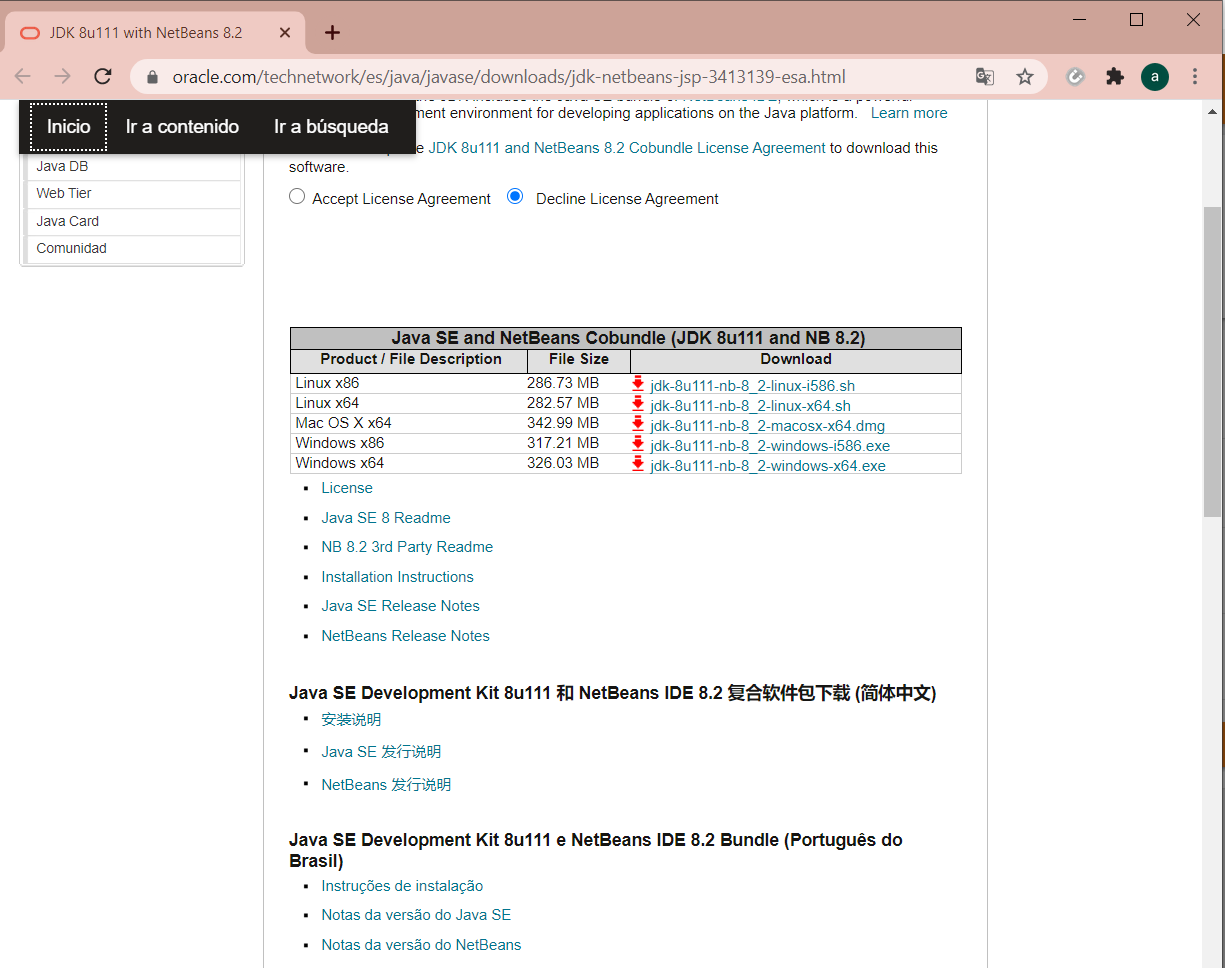 JDK 8u111 with NetBeans 8.2
oracle.com/technetwork/es/java/javase/downloads/jdk-netbeans-jsp-3413139-esa.html
a
Inicio Ir a contenido Ir a búsqueda
Java DB
Web Tier
Java Card
Comunidad
ment environment for developing applications on the Java platform. Learn more
JDK 8u111 and NetBeans 8.2 Cobundle License Agreement to download this
software.
Accept License Agreement Decline License Agreement
Java SE and NetBeans Cobundle (JDK 8u111 and NB 8.2)
Product / File Description File Size Download
Linux x86 286.73 MB jdk-8u111-nb-8_2-linux-i586.sh
Linux x64 282.57 MB jdk-8u111-nb-8_2-linux-x64.sh
Mac OS X x64 342.99 MB jdk-8u111-nb-8_2-macosx-x64.dmg
Windows x86 317.21 MB jdk-8u111-nb-8_2-windows-i586.exe
Windows x64 326.03 MB jdk-8u111-nb-8_2-windows-x64.exe
License
Java SE 8 Readme
NB 8.2 3rd Party Readme
Installation Instructions
Java SE Release Notes
NetBeans Release Notes
Java SE Development Kit 8u111 和 NetBeans IDE 8.2 复合软件包下载 (简体中文)
安装说明
Java SE 发行说明
NetBeans 发行说明
Java SE Development Kit 8u111 e NetBeans IDE 8.2 Bundle (Português do
Brasil)
Instruções de instalação
Notas da versão do Java SE
Notas da versão do NetBeans